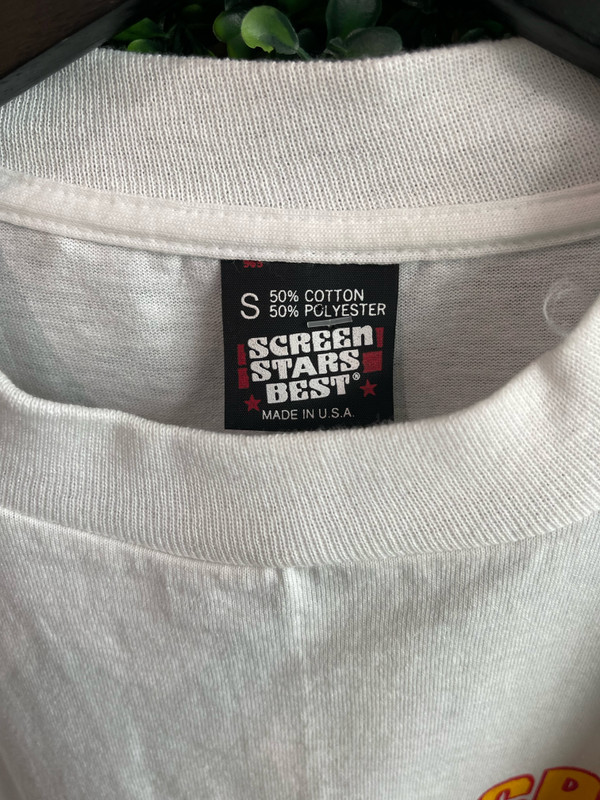 S 50% COTTON
50% POLYESTER
SCREEN
STARS
BEST®
MADE IN U.S.A.